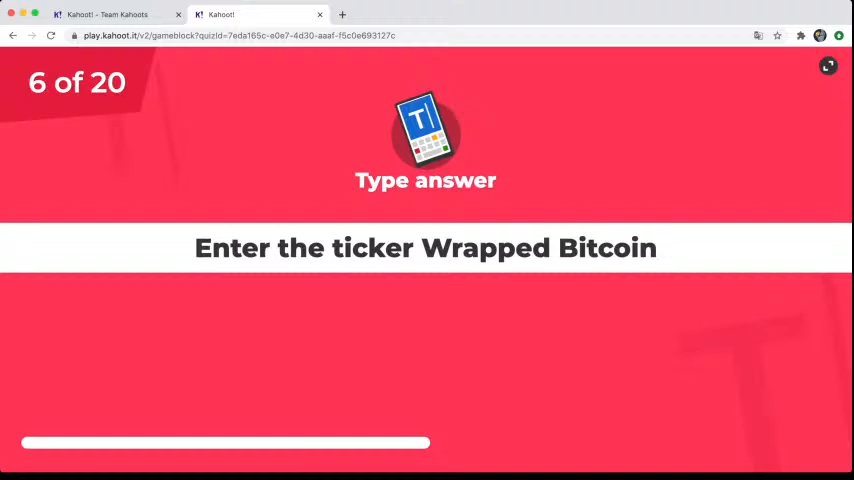 Kahoot! - Team Kahoots
Kahoot!
play.kahoot.it/v2/gameblock?quizId=7eda165c-e0e7-4d30-aaaf-f5c0e693127c
6 of 20
T
Type answer
Enter the ticker Wrapped Bitcoin